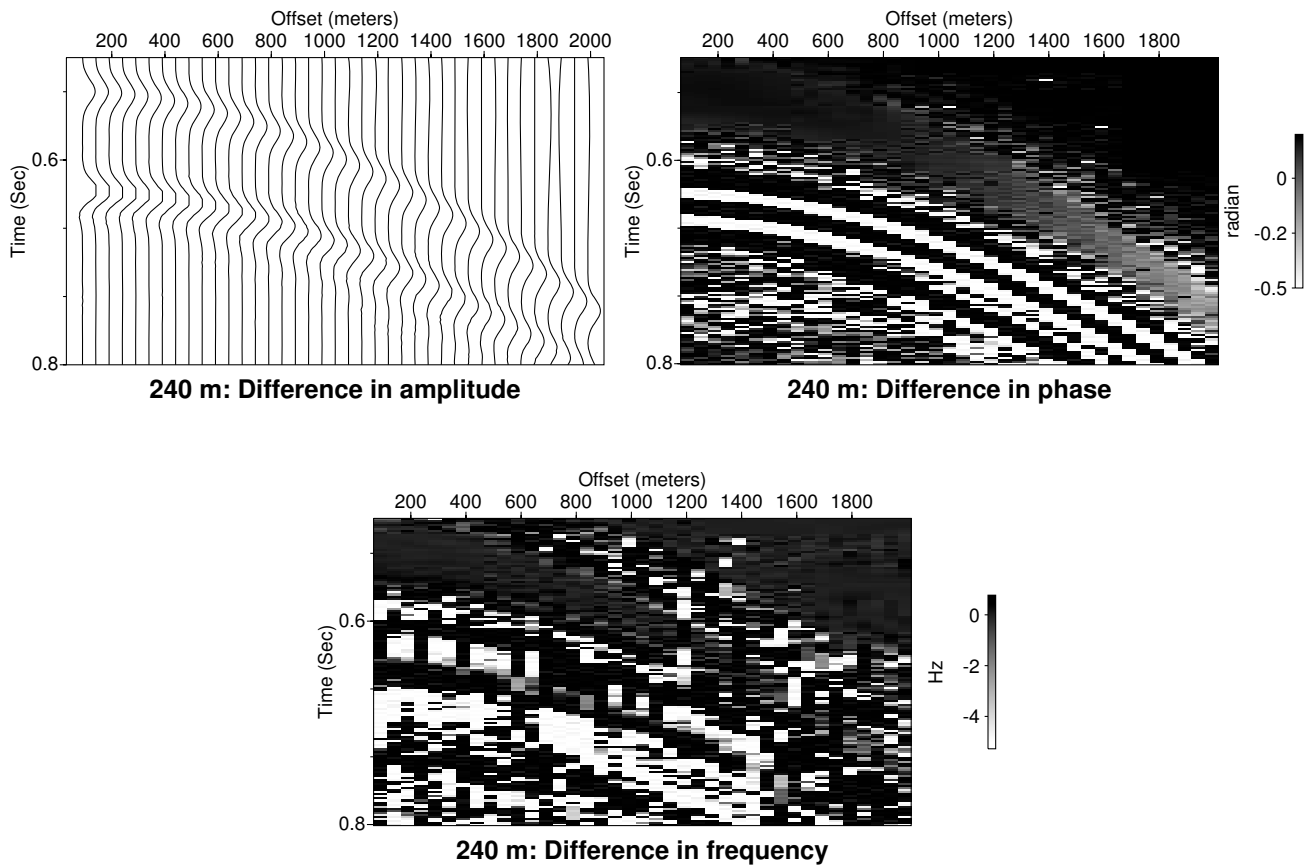 Offset (meters)
200 400 600 800 1000 1200 1400 1600 1800 2000
Time (Sec)
0.6
0.8
240 m: Difference in amplitude
Offset (meters)
200 400 600 800 1000 1200 1400 1600 1800
Time (Sec)
0.6
0.8
radian
0
-0.2
-0.5
240 m: Difference in phase
Offset (meters)
200 400 600 800 1000 1200 1400 1600 1800
Time (Sec)
0.6
0.8
Hz
0
-2
-4
240 m: Difference in frequency